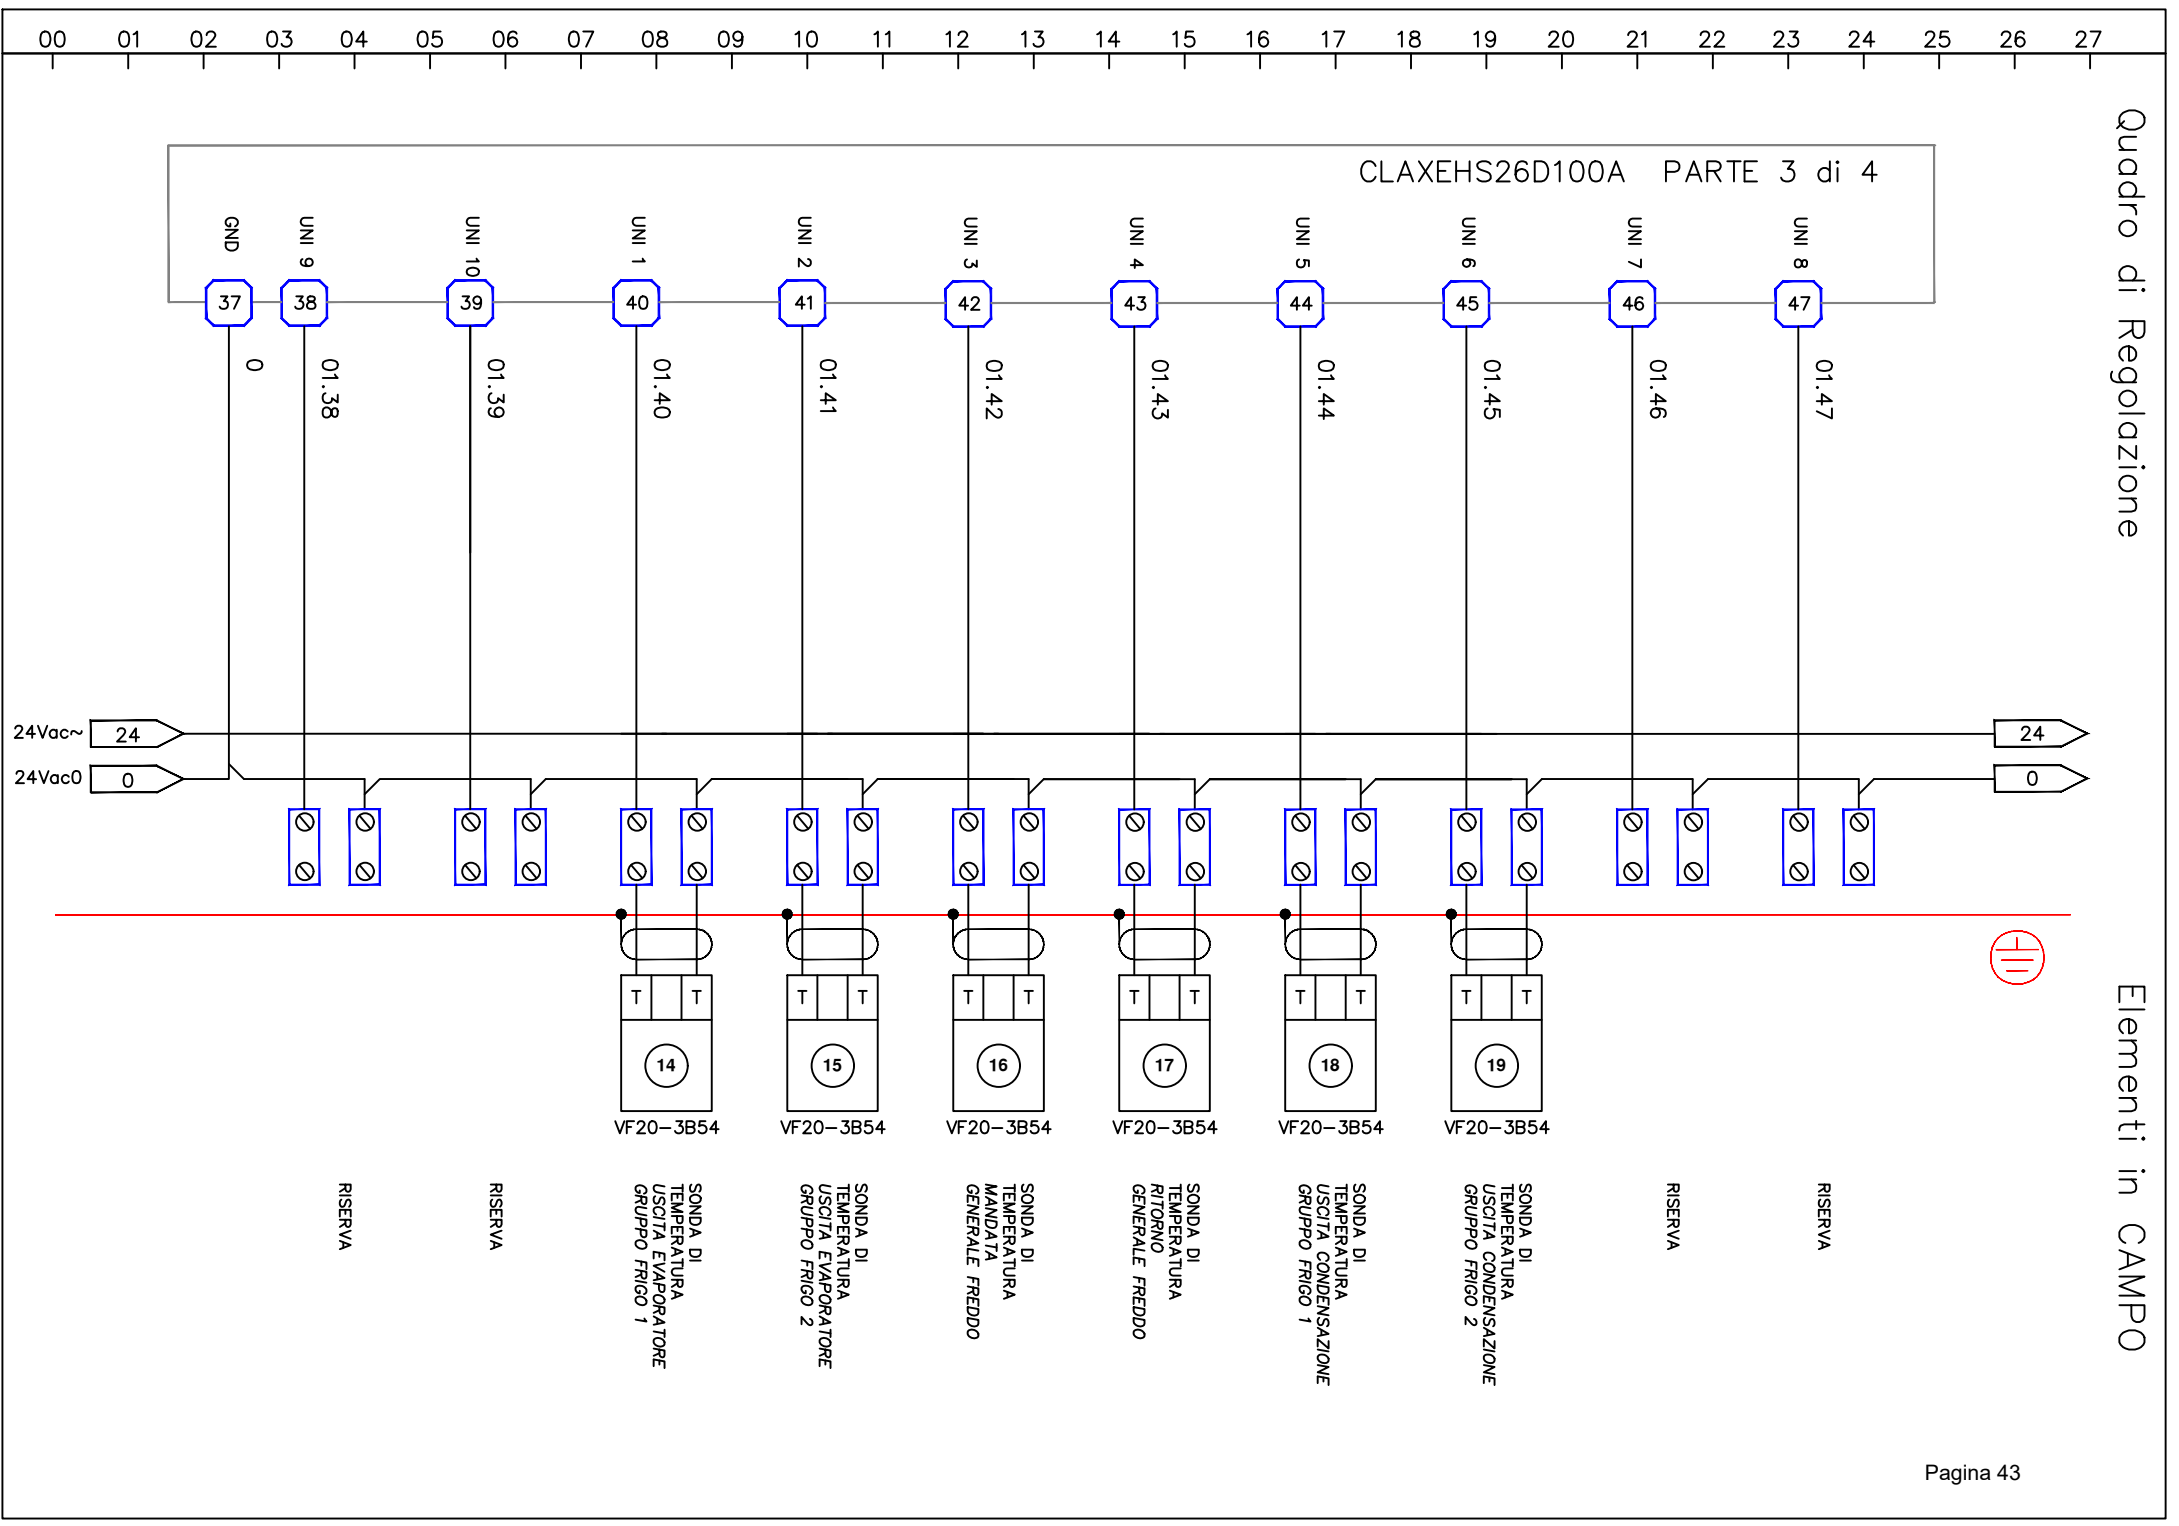 00 01 02 03 04 05 06 07 08 09 10 11 12 13 14 15 16 17 18 19 20 21 22 23 24 25 26 27
Quadro di Regolazione
CLAXEHS26D100A PARTE 3 di 4
GND UNI 9 UNI 10 UNI 1 UNI 2 UNI 3 UNI 4 UNI 5 UNI 6 UNI 7 UNI 8
37 38 39 40 41 42 43 44 45 46 47
0 01.38 01.39 01.40 01.41 01.42 01.43 01.44 01.45 01.46 01.47
24Vac~ 24 24
24Vac0 0 0
Elementi in CAMPO
T T T T T T T T T T T T
14 15 16 17 18 19
VF20-3B54 VF20-3B54 VF20-3B54 VF20-3B54 VF20-3B54 VF20-3B54
RISERVA
RISERVA
SONDA DI
TEMPERATURA
USCITA EVAPORATORE
GRUPPO FRIGO 1
SONDA DI
TEMPERATURA
USCITA EVAPORATORE
GRUPPO FRIGO 2
SONDA DI
TEMPERATURA
MANDATA
GENERALE FREDDO
SONDA DI
TEMPERATURA
RITORNO
GENERALE FREDDO
SONDA DI
TEMPERATURA
USCITA CONDENSAZIONE
GRUPPO FRIGO 1
SONDA DI
TEMPERATURA
USCITA CONDENSAZIONE
GRUPPO FRIGO 2
RISERVA
RISERVA
Pagina 43